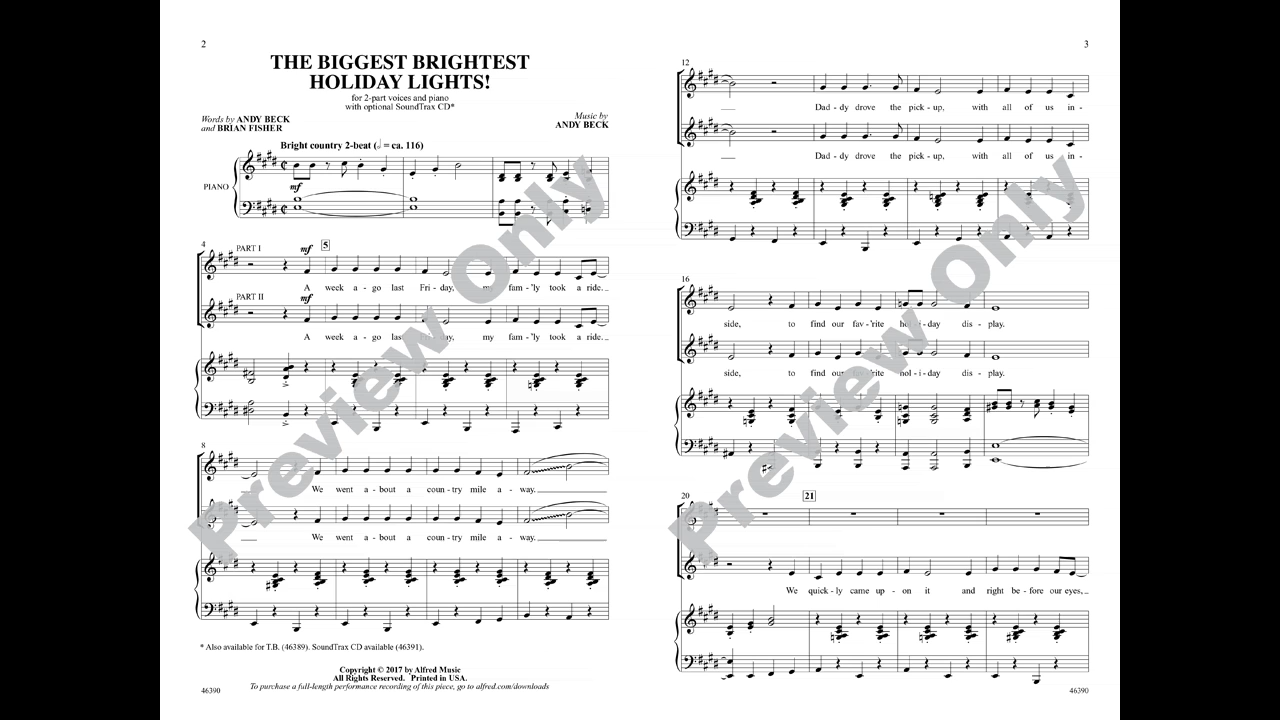 2
THE BIGGEST BRIGHTEST
HOLIDAY LIGHTS!
for 2-part voices and piano
with optional SoundTrax CD*
Words by ANDY BECK
and BRIAN FISHER
Music by
ANDY BECK
Bright country 2-beat (𝅗𝅥 = ca. 116)
PIANO
mf
4
PART I
mf
5
A week a - go last Fri - day, my fam - 'ly took a ride.
PART II
mf
A week a - go last Fri - day, my fam - 'ly took a ride.
8
We went a - bout a coun - try mile a - way.
We went a - bout a coun - try mile a - way.
* Also available for T.B. (46389). SoundTrax CD available (46391).
Copyright © 2017 by Alfred Music
All Rights Reserved. Printed in USA.
To purchase a full-length performance recording of this piece, go to alfred.com/downloads
46390
Preview Only
3
12
Dad - dy drove the pick - up, with all of us in -
Dad - dy drove the pick - up, with all of us in -
16
side, to find our fav - 'rite hol - i - day dis - play.
side, to find our fav - 'rite hol - i - day dis - play.
20
21
We quick - ly came up - on it and right be - fore our eyes,
46390
Preview Only